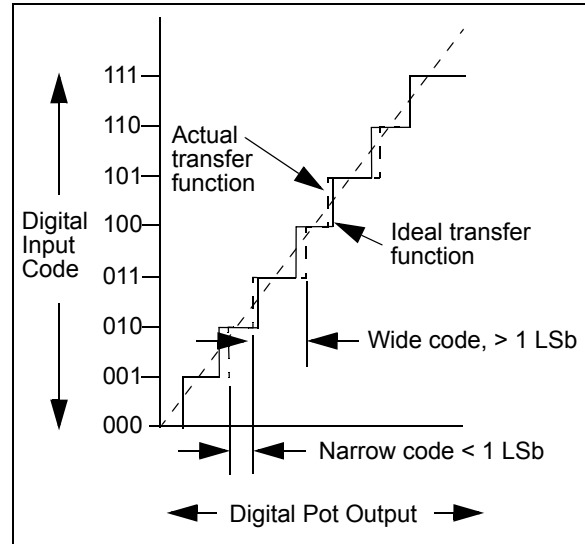 111
110
101
100
011
010
001
000
Digital
Input
Code
Actual
transfer
function
Ideal transfer
function
Wide code, > 1 LSb
Narrow code < 1 LSb
Digital Pot Output